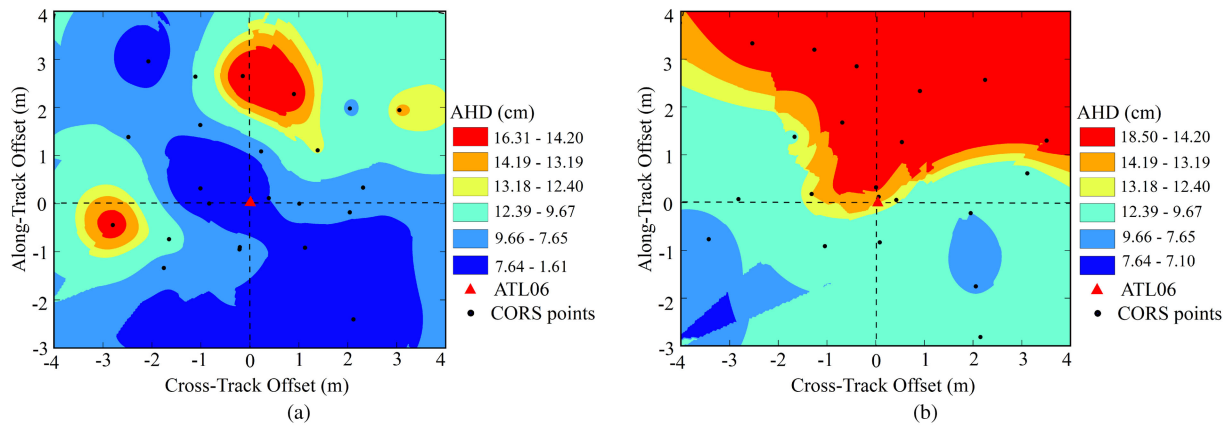 4
3
2
1
0
-1
-2
-3
Along-Track Offset (m)
-4 -3 -2 -1 0 1 2 3 4
Cross-Track Offset (m)
AHD (cm)
16.31 - 14.20
14.19 - 13.19
13.18 - 12.40
12.39 - 9.67
9.66 - 7.65
7.64 - 1.61
ATL06
CORS points
(a)
4
3
2
1
0
-1
-2
-3
Along-Track Offset (m)
-4 -3 -2 -1 0 1 2 3 4
Cross-Track Offset (m)
AHD (cm)
18.50 - 14.20
14.19 - 13.19
13.18 - 12.40
12.39 - 9.67
9.66 - 7.65
7.64 - 7.10
ATL06
CORS points
(b)